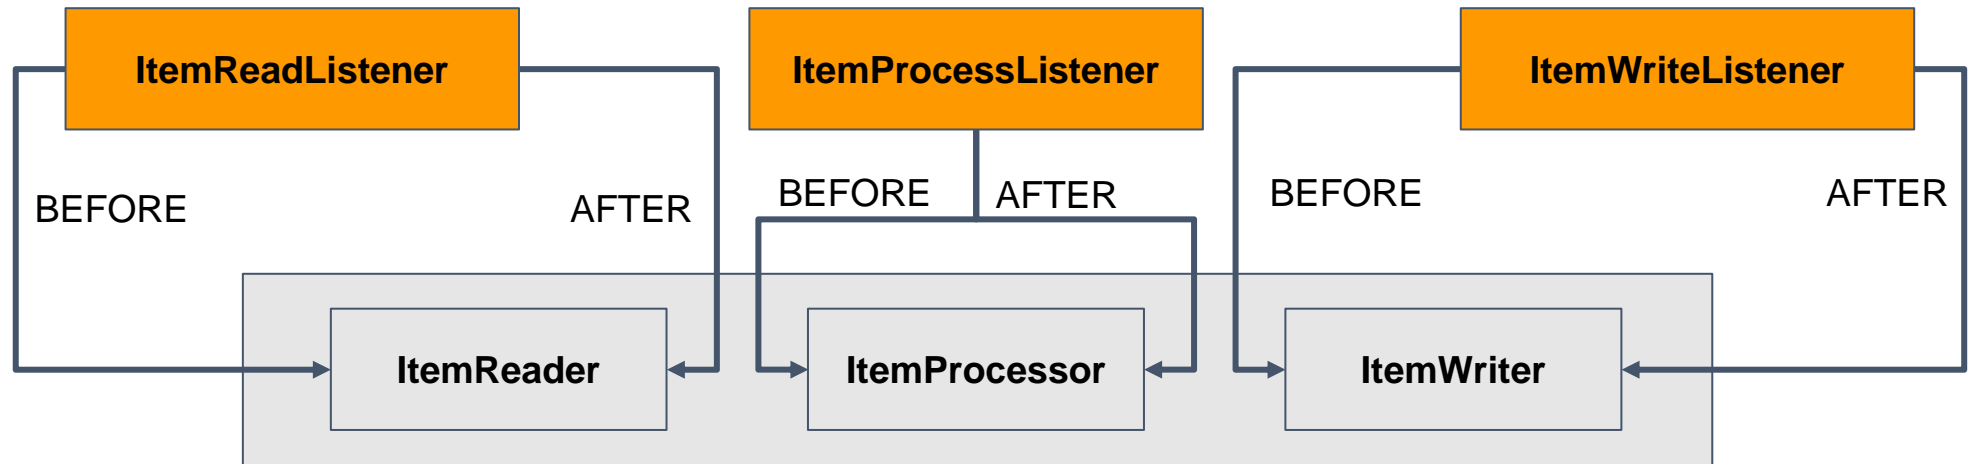 ItemReadListener
ItemProcessListener
ItemWriteListener
BEFORE
AFTER
BEFORE
AFTER
BEFORE
AFTER
ItemReader
ItemProcessor
ItemWriter